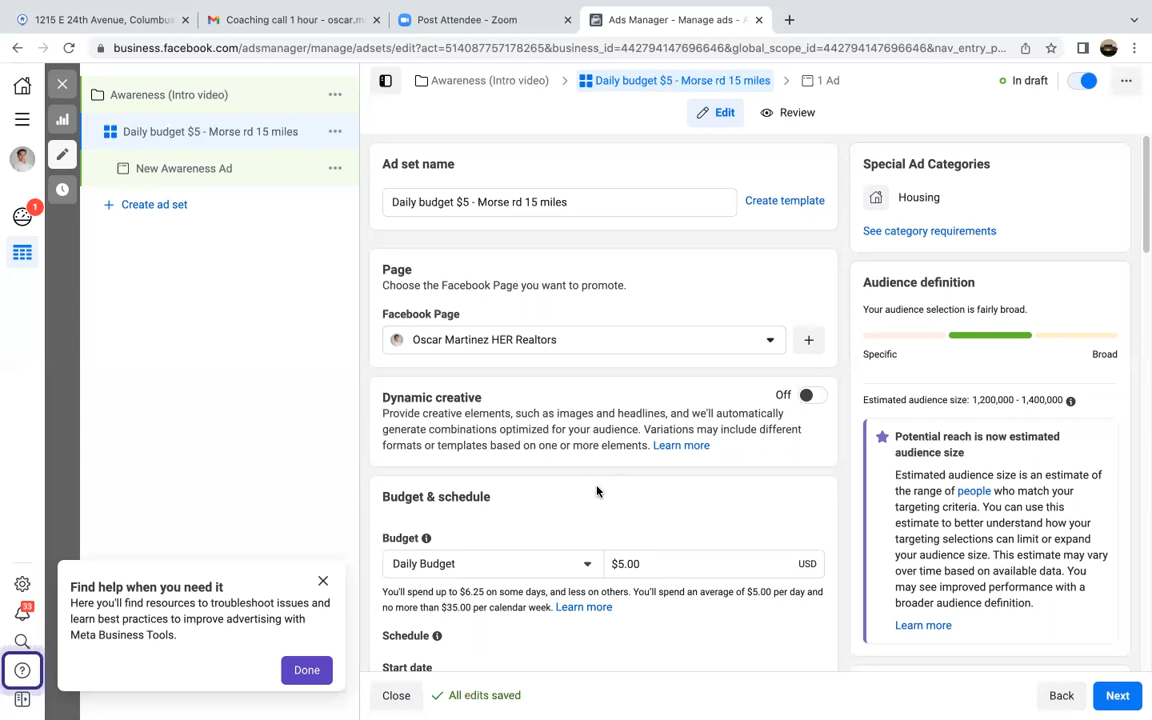 1215 E 24th Avenue, Columbus
Coaching call 1 hour - oscar.m
Post Attendee - Zoom
Ads Manager - Manage ads - A
business.facebook.com/adsmanager/manage/adsets/edit?act=514087757178265&business_id=442794147696646&global_scope_id=442794147696646&nav_entry_p...
Awareness (Intro video)
Daily budget $5 - Morse rd 15 miles
New Awareness Ad
Create ad set
1
33
Find help when you need it
Here you'll find resources to troubleshoot issues and
learn best practices to improve advertising with
Meta Business Tools.
Done
Awareness (Intro video)
Daily budget $5 - Morse rd 15 miles
1 Ad
In draft
Edit
Review
Ad set name
Daily budget $5 - Morse rd 15 miles
Create template
Page
Choose the Facebook Page you want to promote.
Facebook Page
Oscar Martinez HER Realtors
Dynamic creative
Off
Provide creative elements, such as images and headlines, and we'll automatically
generate combinations optimized for your audience. Variations may include different
formats or templates based on one or more elements. Learn more
Budget & schedule
Budget
Daily Budget
$5.00
USD
You'll spend up to $6.25 on some days, and less on others. You'll spend an average of $5.00 per day and
no more than $35.00 per calendar week. Learn more
Schedule
Start date
Special Ad Categories
Housing
See category requirements
Audience definition
Your audience selection is fairly broad.
Specific
Broad
Estimated audience size: 1,200,000 - 1,400,000
Potential reach is now estimated
audience size
Estimated audience size is an estimate of
the range of people who match your
targeting criteria. You can use this
estimate to better understand how your
targeting selections can limit or expand
your audience size. This estimate may vary
over time based on available data. You
may see improved performance with a
broader audience definition.
Learn more
Close
All edits saved
Back
Next